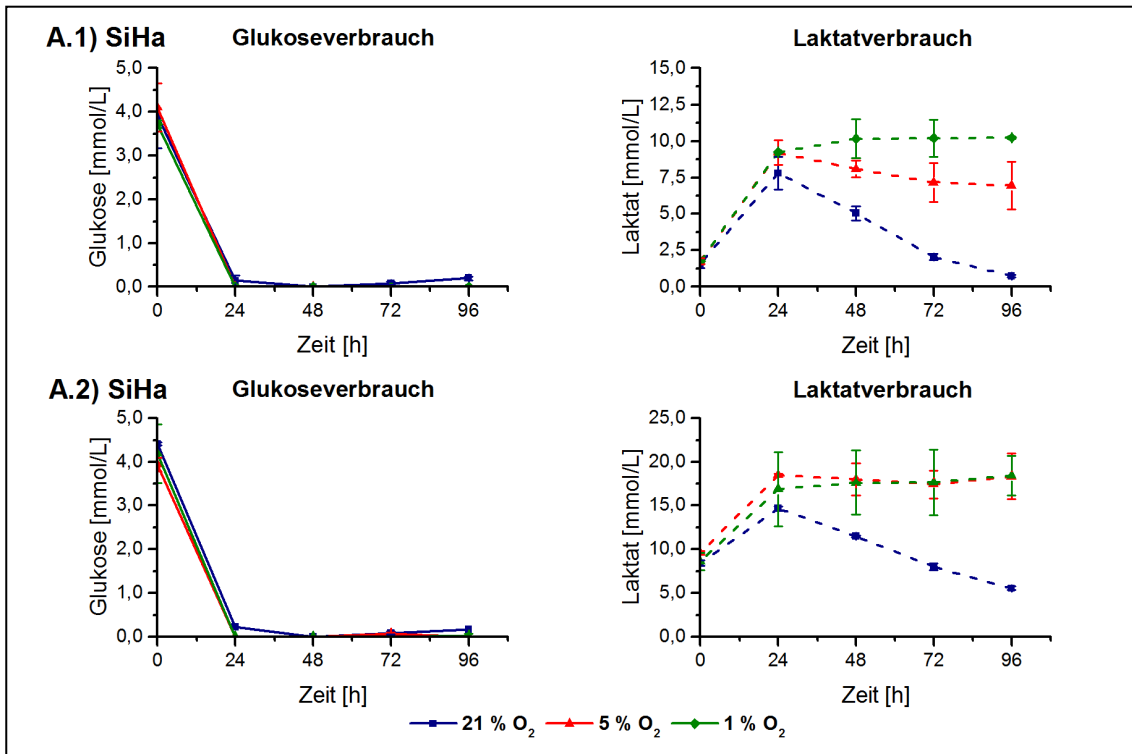 A.1) SiHa
Glukoseverbrauch
Laktatverbrauch
Glukose [mmol/L]
5,0
4,0
3,0
2,0
1,0
0,0
0 24 48 72 96
Zeit [h]
Laktat [mmol/L]
15,0
12,5
10,0
7,5
5,0
2,5
0,0
0 24 48 72 96
Zeit [h]
A.2) SiHa
Glukoseverbrauch
Laktatverbrauch
Glukose [mmol/L]
5,0
4,0
3,0
2,0
1,0
0,0
0 24 48 72 96
Zeit [h]
Laktat [mmol/L]
25,0
20,0
15,0
10,0
5,0
0,0
0 24 48 72 96
Zeit [h]
21 % O₂ 5 % O₂ 1 % O₂